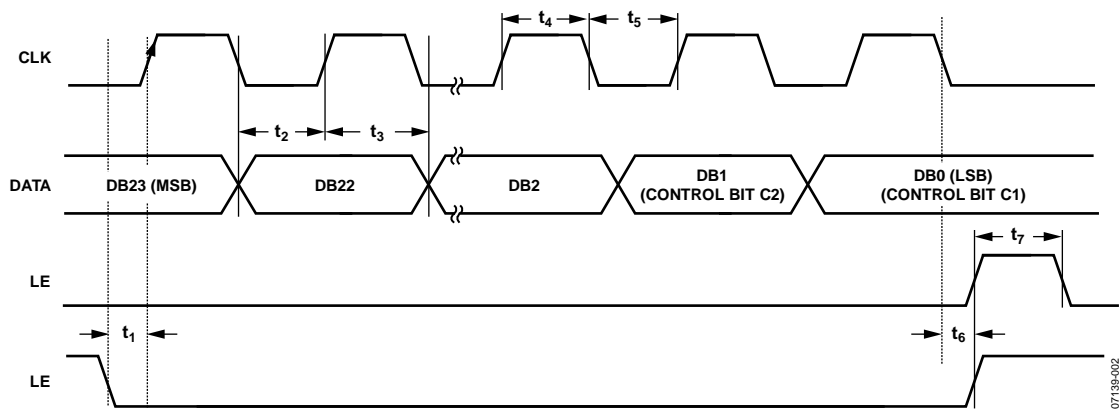 t4
t5
CLK
t2
t3
DATA
DB23 (MSB)
DB22
DB2
DB1
(CONTROL BIT C2)
DB0 (LSB)
(CONTROL BIT C1)
t7
LE
t1
t6
LE
07139-002